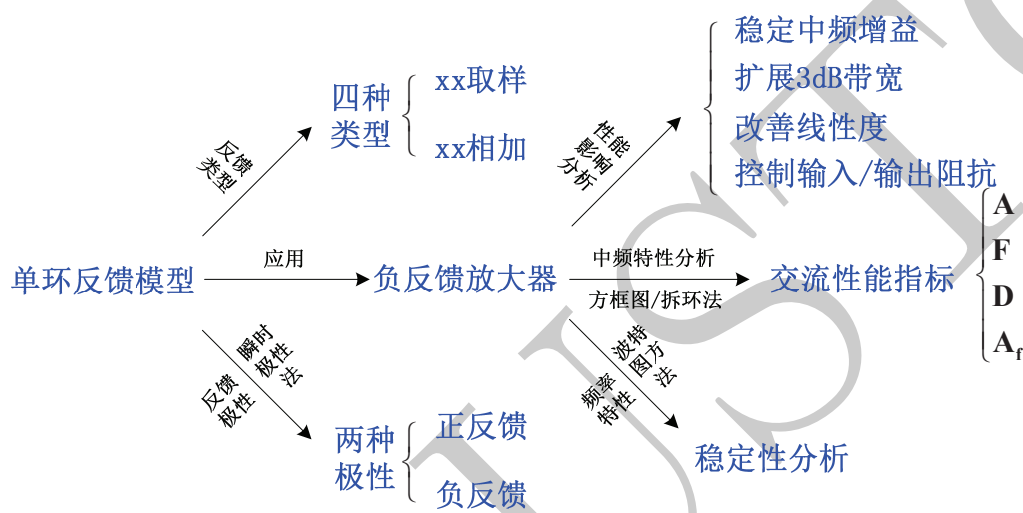 稳定中频增益
扩展3dB带宽
改善线性度
控制输入/输出阻抗
四种
类型
xx取样
xx相加
反馈
类型
性能
影响
分析
单环反馈模型
应用
负反馈放大器
中频特性分析
方框图/拆环法
交流性能指标
A
F
D
Af
瞬时
极性
法
反馈
极性
波特
图方
法
频率
特性
两种
极性
正反馈
负反馈
稳定性分析
USTC